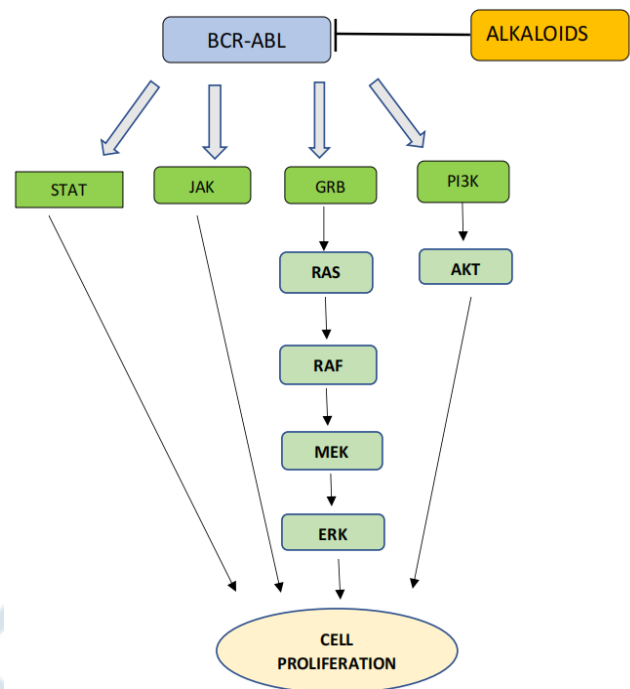 BCR-ABL
ALKALOIDS
STAT
JAK
GRB
PI3K
RAS
AKT
RAF
MEK
ERK
CELL
PROLIFERATION